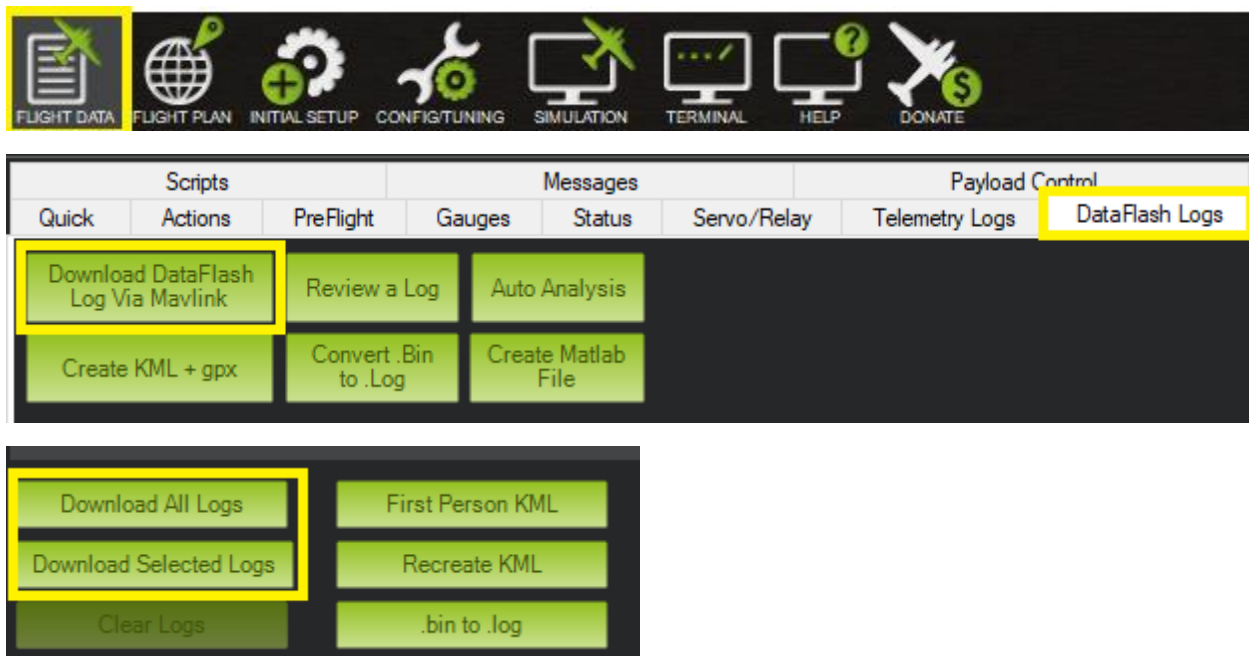 FLIGHT DATA FLIGHT PLAN INITIAL SETUP CONFIG/TUNING SIMULATION TERMINAL HELP DONATE
Scripts Messages Payload Control
Quick Actions PreFlight Gauges Status Servo/Relay Telemetry Logs DataFlash Logs
Download DataFlash
Log Via Mavlink
Review a Log
Auto Analysis
Create KML + gpx
Convert .Bin
to .Log
Create Matlab
File
Download All Logs First Person KML
Download Selected Logs Recreate KML
Clear Logs .bin to .log